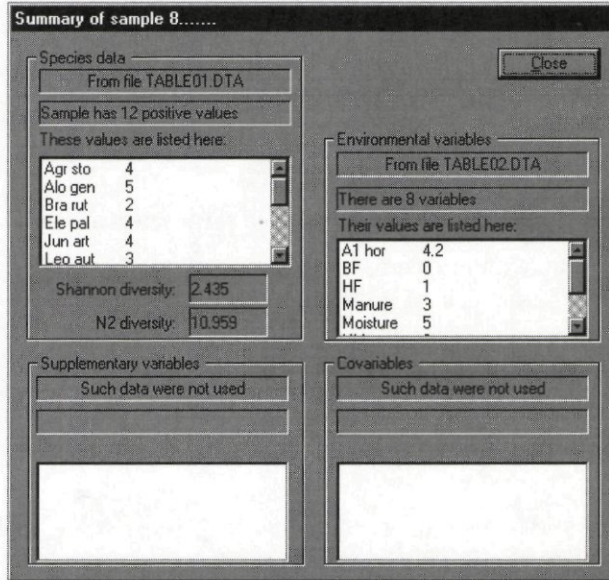 Summary of sample 8.......
Close
Species data
From file TABLE01.DTA
Sample has 12 positive values
These values are listed here:
Agr sto 4
Alo gen 5
Bra rut 2
Ele pal 4
Jun art 4
Leo aut 3
Shannon diversity: 2.435
N2 diversity: 10.959
Environmental variables
From file TABLE02.DTA
There are 8 variables
Their values are listed here:
A1 hor 4.2
BF 0
HF 1
Manure 3
Moisture 5
Supplementary variables
Such data were not used
Covariables
Such data were not used